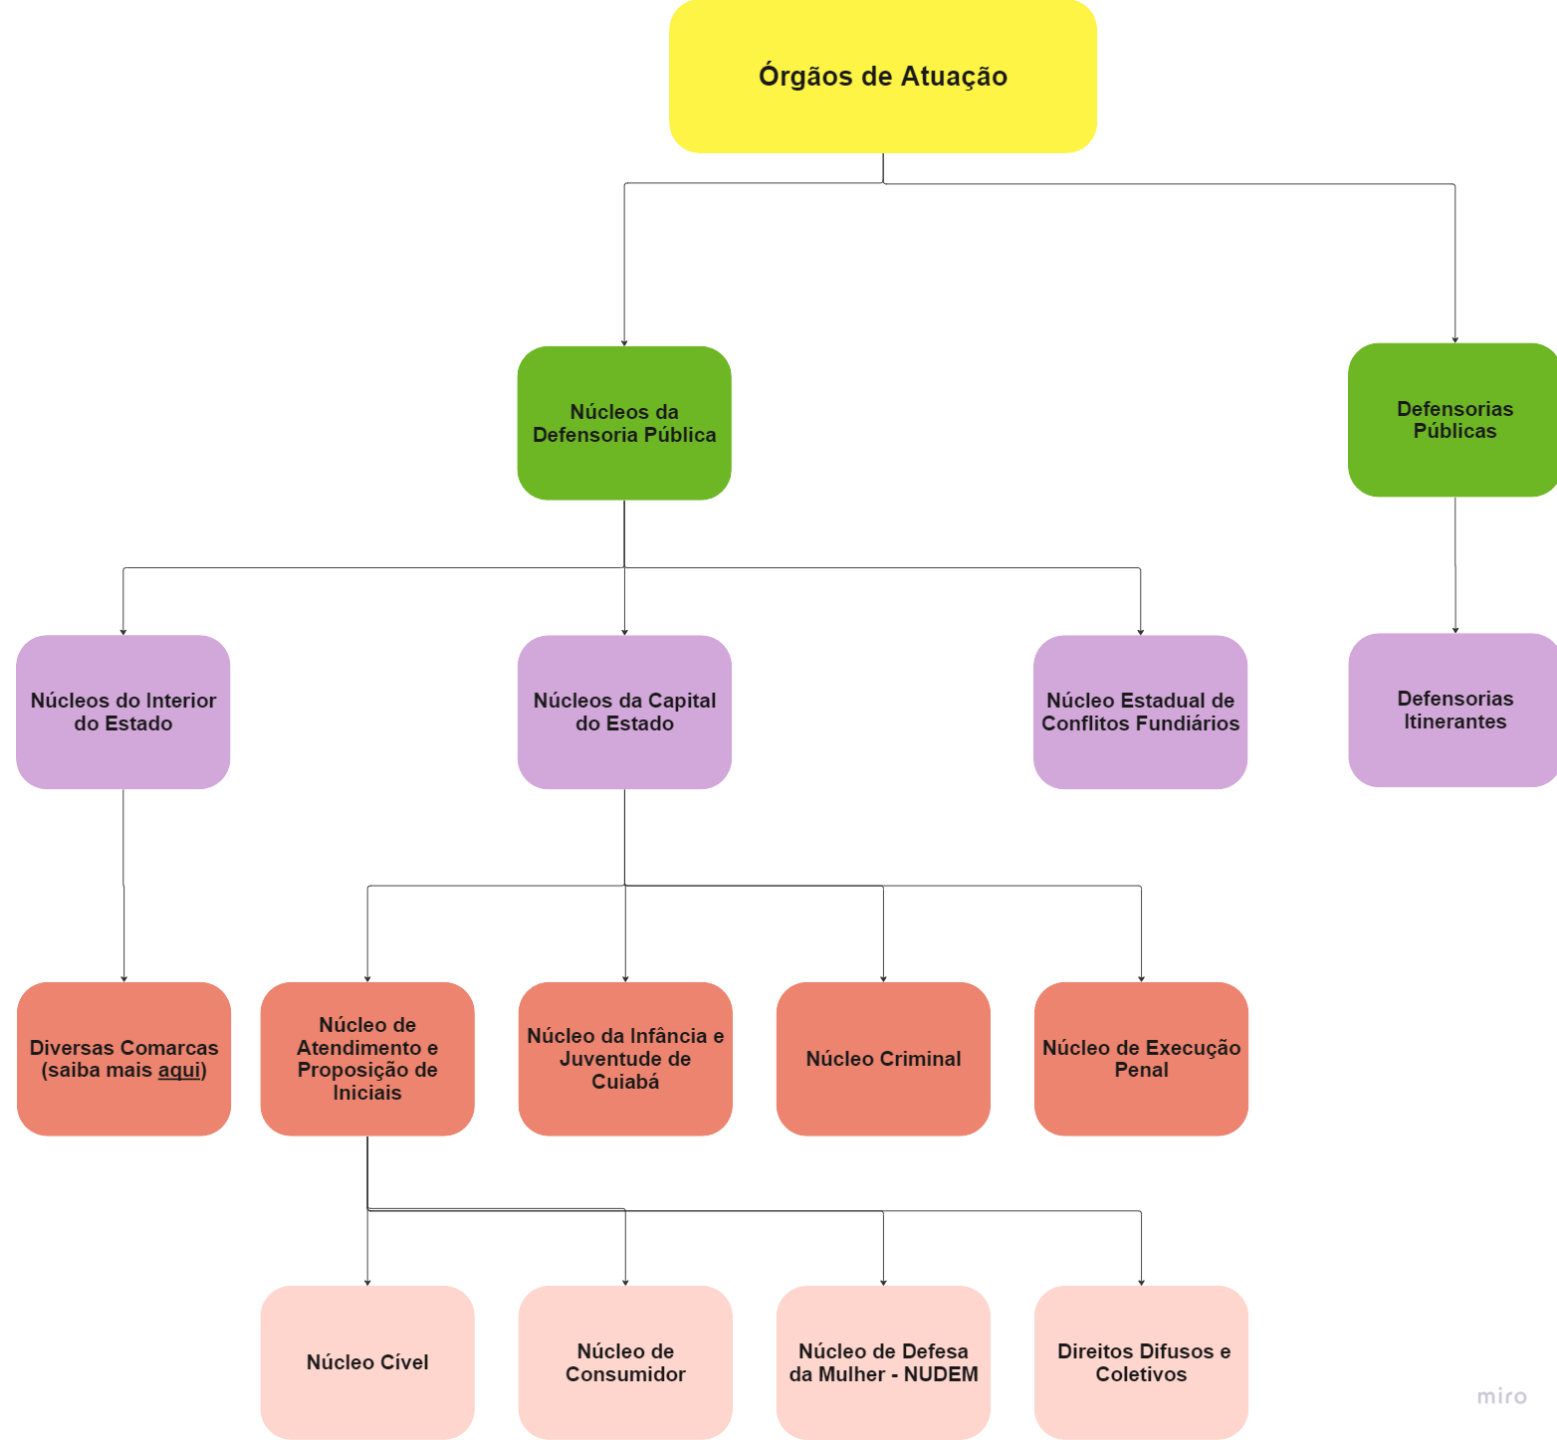 Órgãos de Atuação
Núcleos da
Defensoria Pública
Defensorias
Públicas
Núcleos do Interior
do Estado
Núcleos da Capital
do Estado
Núcleo Estadual de
Conflitos Fundiários
Defensorias
Itinerantes
Diversas Comarcas
(saiba mais aqui)
Núcleo de
Atendimento e
Proposição de
Iniciais
Núcleo da Infância e
Juventude de
Cuiabá
Núcleo Criminal
Núcleo de Execução
Penal
Núcleo Cível
Núcleo de
Consumidor
Núcleo de Defesa
da Mulher - NUDEM
Direitos Difusos e
Coletivos
miro